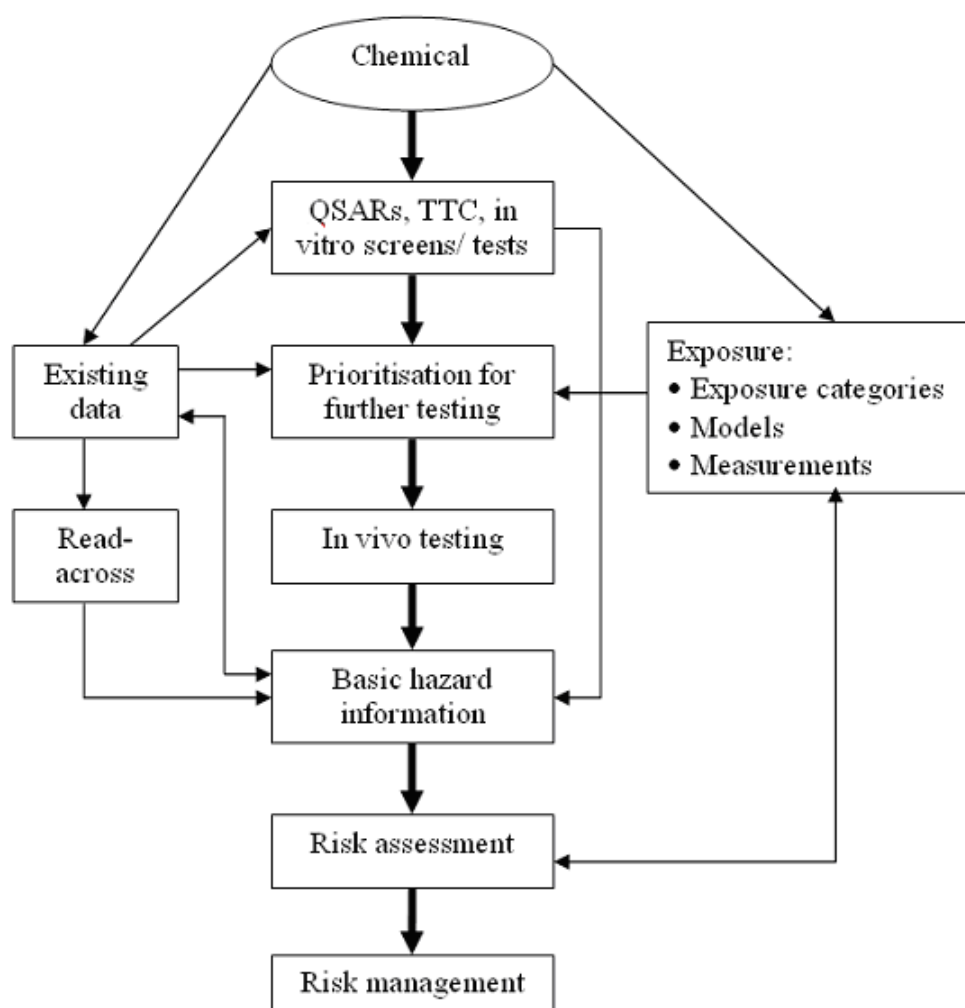 Chemical
QSARs, TTC, in
vitro screens/ tests
Existing
data
Prioritisation for
further testing
Exposure:
• Exposure categories
• Models
• Measurements
Read-
across
In vivo testing
Basic hazard
information
Risk assessment
Risk management